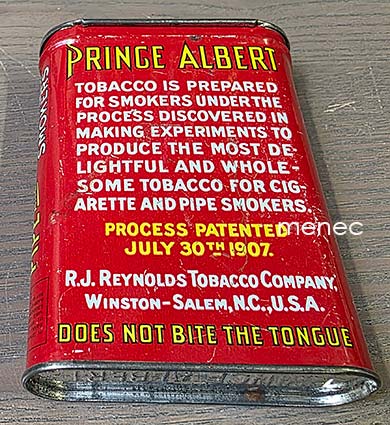 PRINCE ALBERT
TOBACCO IS PREPARED
FOR SMOKERS UNDER THE
PROCESS DISCOVERED IN
MAKING EXPERIMENTS TO
PRODUCE THE MOST DE-
LIGHTFUL AND WHOLE-
SOME TOBACCO FOR CIG-
ARETTE AND PIPE SMOKERS.
PROCESS PATENTED
menec
JULY 30TH 1907.
R.J. REYNOLDS TOBACCO COMPANY,
WINSTON-SALEM, N.C., U.S.A.
DOES NOT BITE THE TONGUE